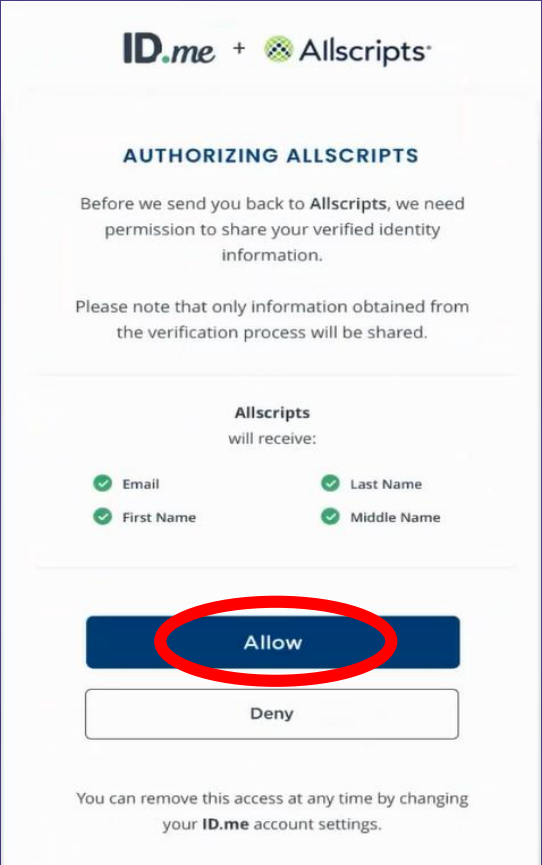 ID.me + Allscripts
AUTHORIZING ALLSCRIPTS
Before we send you back to Allscripts, we need
permission to share your verified identity
information.
Please note that only information obtained from
the verification process will be shared.
Allscripts
will receive:
Email Last Name
First Name Middle Name
Allow
Deny
You can remove this access at any time by changing
your ID.me account settings.